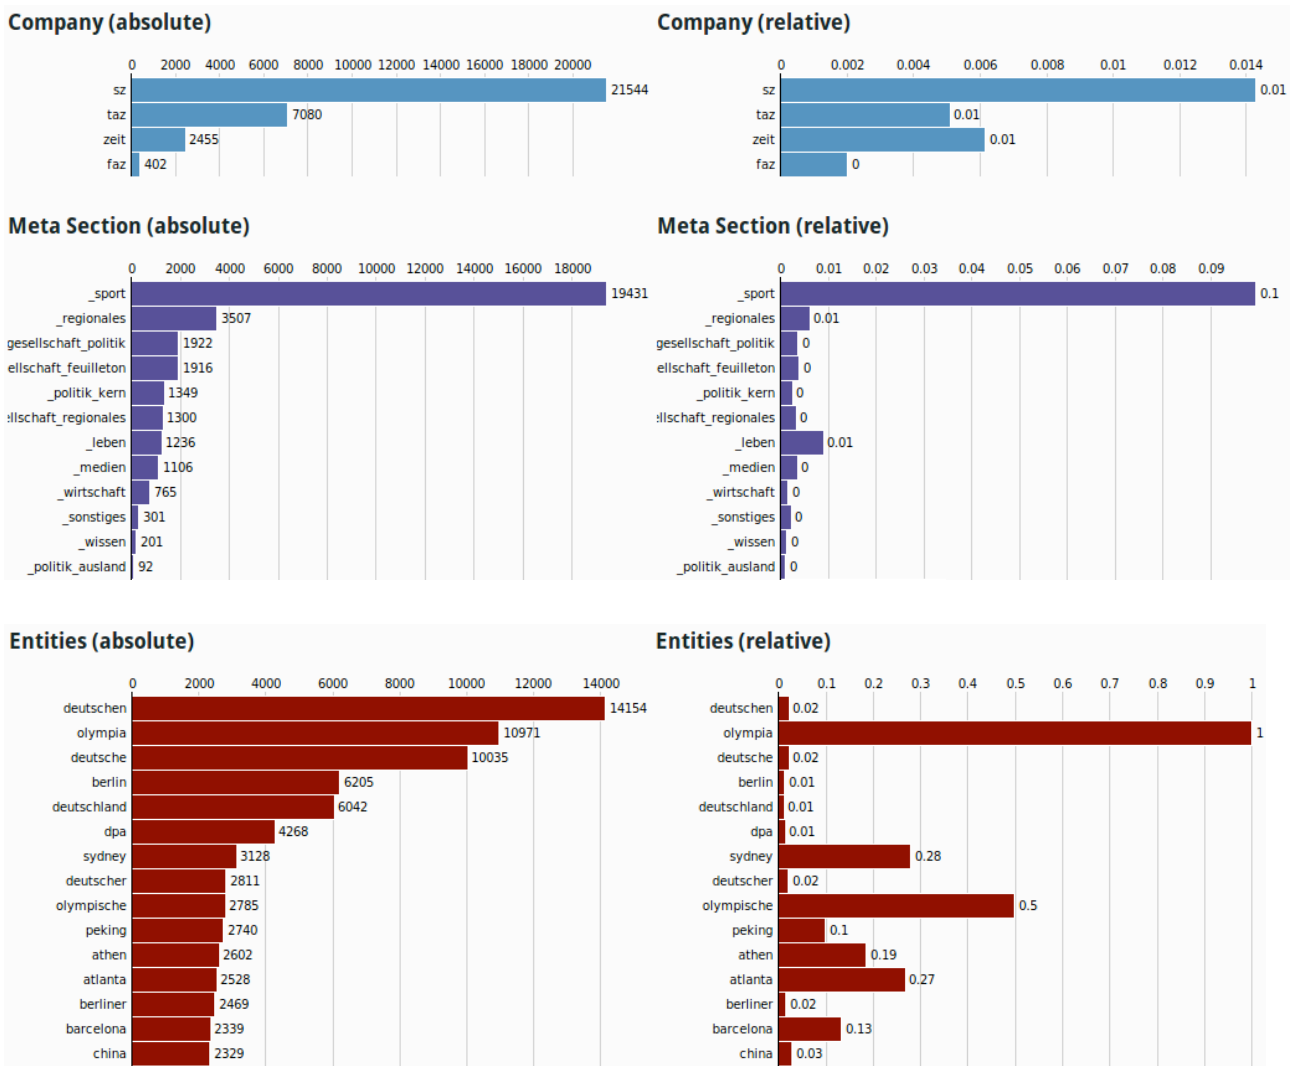 Company (absolute)
0 2000 4000 6000 8000 10000 12000 14000 16000 18000 20000
sz 21544
taz 7080
zeit 2455
faz 402
Company (relative)
0 0.002 0.004 0.006 0.008 0.01 0.012 0.014
sz 0.01
taz 0.01
zeit 0.01
faz 0
Meta Section (absolute)
0 2000 4000 6000 8000 10000 12000 14000 16000 18000
_sport 19431
_regionales 3507
gesellschaft_politik 1922
ellschaft_feuilleton 1916
_politik_kern 1349
ellschaft_regionales 1300
_leben 1236
_medien 1106
_wirtschaft 765
_sonstiges 301
_wissen 201
_politik_ausland 92
Meta Section (relative)
0 0.01 0.02 0.03 0.04 0.05 0.06 0.07 0.08 0.09
_sport 0.1
_regionales 0.01
gesellschaft_politik 0
ellschaft_feuilleton 0
_politik_kern 0
ellschaft_regionales 0
_leben 0.01
_medien 0
_wirtschaft 0
_sonstiges 0
_wissen 0
_politik_ausland 0
Entities (absolute)
0 2000 4000 6000 8000 10000 12000 14000
deutschen 14154
olympia 10971
deutsche 10035
berlin 6205
deutschland 6042
dpa 4268
sydney 3128
deutscher 2811
olympische 2785
peking 2740
athen 2602
atlanta 2528
berliner 2469
barcelona 2339
china 2329
Entities (relative)
0 0.1 0.2 0.3 0.4 0.5 0.6 0.7 0.8 0.9 1
deutschen 0.02
olympia 1
deutsche 0.02
berlin 0.01
deutschland 0.01
dpa 0.01
sydney 0.28
deutscher 0.02
olympische 0.5
peking 0.1
athen 0.19
atlanta 0.27
berliner 0.02
barcelona 0.13
china 0.03